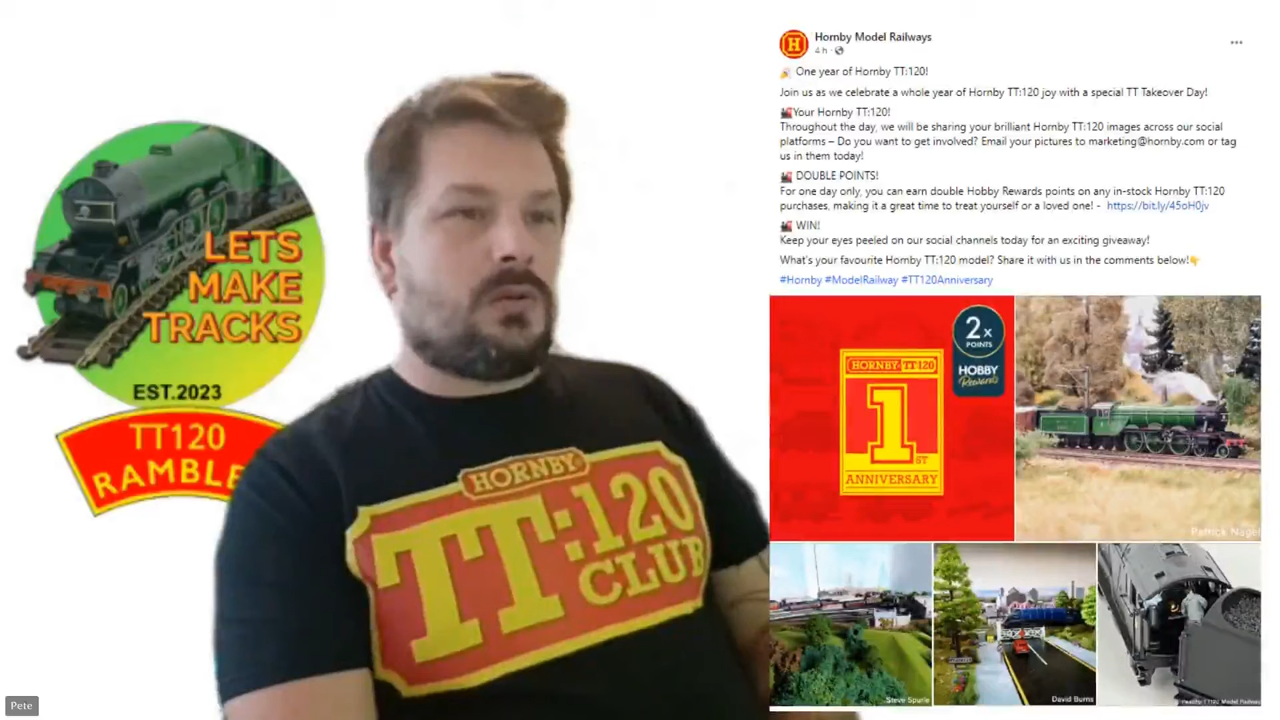 LETS
MAKE
TRACKS
EST.2023
TT120
RAMBLE
HORNBY
TT:120
CLUB
Pete
Hornby Model Railways
4 h ·
One year of Hornby TT:120!
Join us as we celebrate a whole year of Hornby TT:120 joy with a special TT Takeover Day!
Your Hornby TT:120!
Throughout the day, we will be sharing your brilliant Hornby TT:120 images across our social
platforms – Do you want to get involved? Email your pictures to marketing@hornby.com or tag
us in them today!
DOUBLE POINTS!
For one day only, you can earn double Hobby Rewards points on any in-stock Hornby TT:120
purchases, making it a great time to treat yourself or a loved one! - https://bit.ly/45oH0jv
WIN!
Keep your eyes peeled on our social channels today for an exciting giveaway!
What's your favourite Hornby TT:120 model? Share it with us in the comments below!
#Hornby #ModelRailway #TT120Anniversary
2x
POINTS
HOBBY
Rewards
HORNBY TT:120
1ST
ANNIVERSARY
Patrick Nagel
Steve Spurle
David Burns
TT120 Model Railway